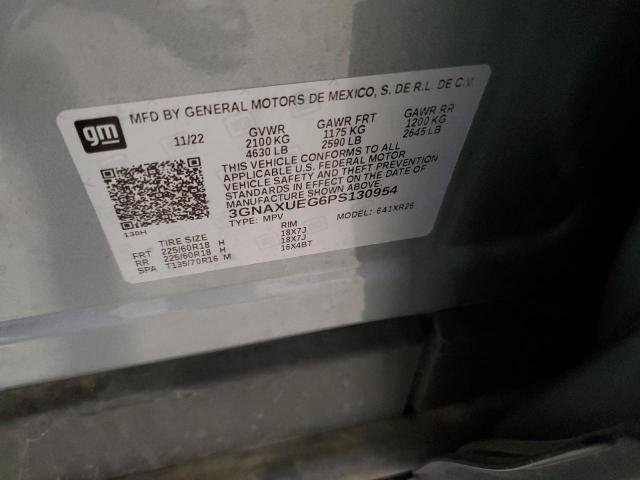 gm
MFD BY GENERAL MOTORS DE MEXICO, S. DE R.L. DE C.V.
11/22 GVWR GAWR FRT GAWR RR
2100 KG 1175 KG 1200 KG
4630 LB 2590 LB 2645 LB
THIS VEHICLE CONFORMS TO ALL
APPLICABLE U.S. FEDERAL MOTOR
VEHICLE SAFETY AND THEFT PREVENTION
STANDARDS IN EFFECT ON THE DATE OF
MANUFACTURE SHOWN ABOVE.
3GNAXUEG6PS130954
TYPE: MPV MODEL: 641XR26
130H
TIRE SIZE RIM
FRT 225/60R18 H 18X7J
RR 225/60R18 H 18X7J
SPA T135/70R16 M 16X4BT